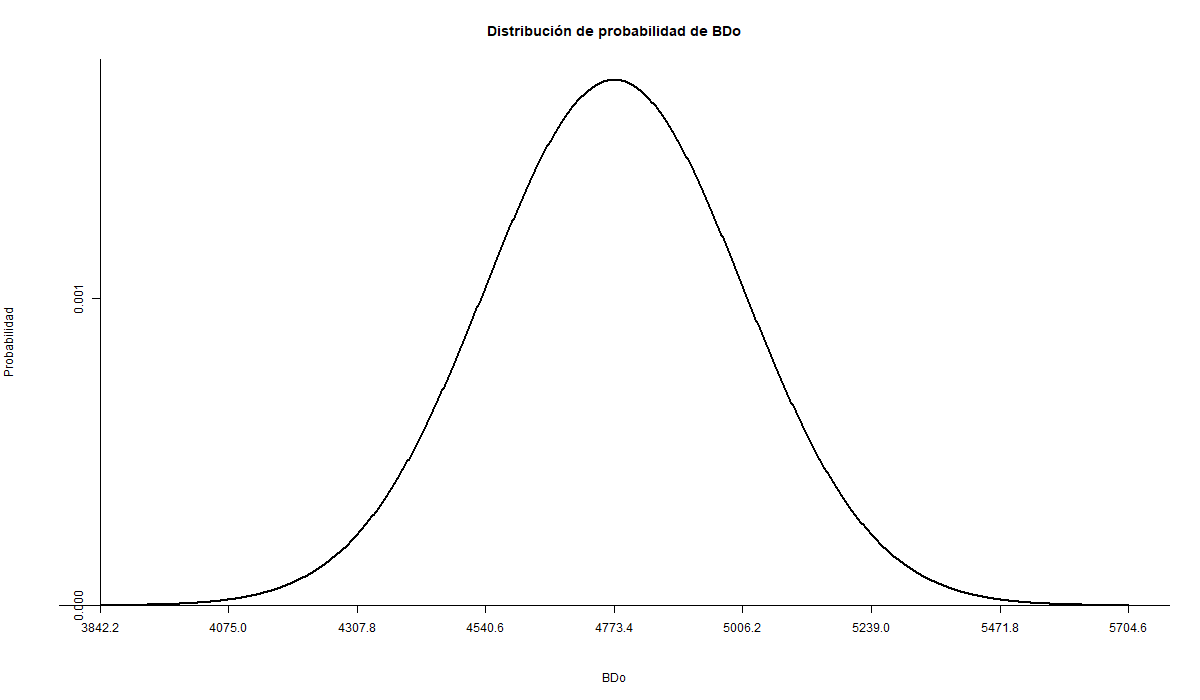 Distribución de probabilidad de BDo
Probabilidad
0.001
0.000
3842.2 4075.0 4307.8 4540.6 4773.4 5006.2 5239.0 5471.8 5704.6
BDo